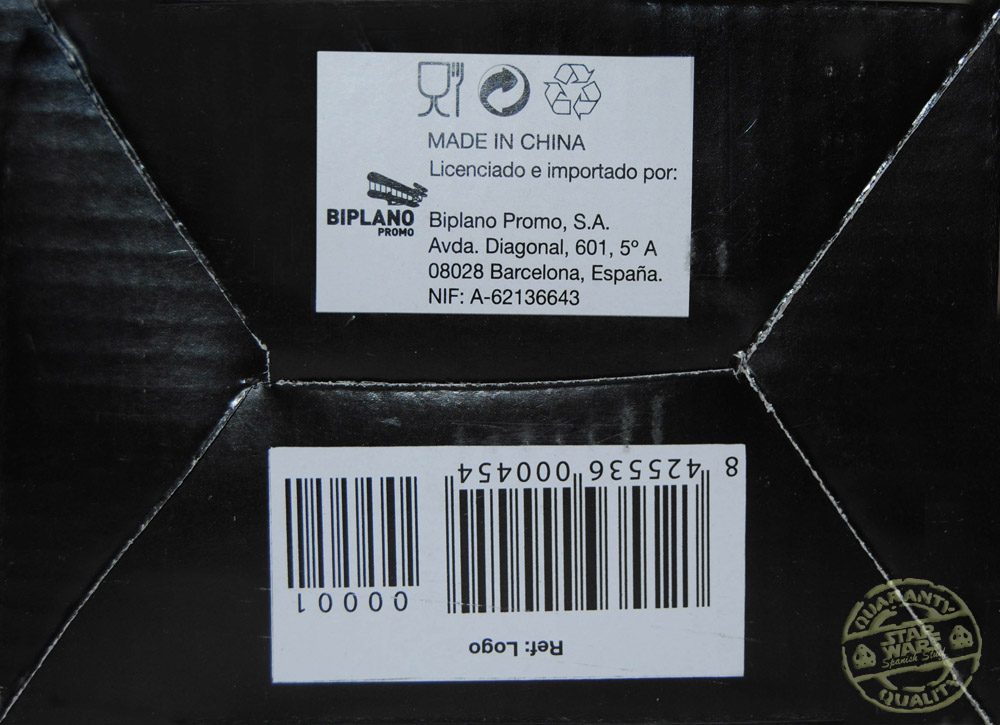 MADE IN CHINA
Licenciado e importado por:
BIPLANO
PROMO
Biplano Promo, S.A.
Avda. Diagonal, 601, 5º A
08028 Barcelona, España.
NIF: A-62136643
8 425536 000454
00001
Ref: Logo
QUARANTY
STAR
WARS
Spanish Stuff
QUALITY